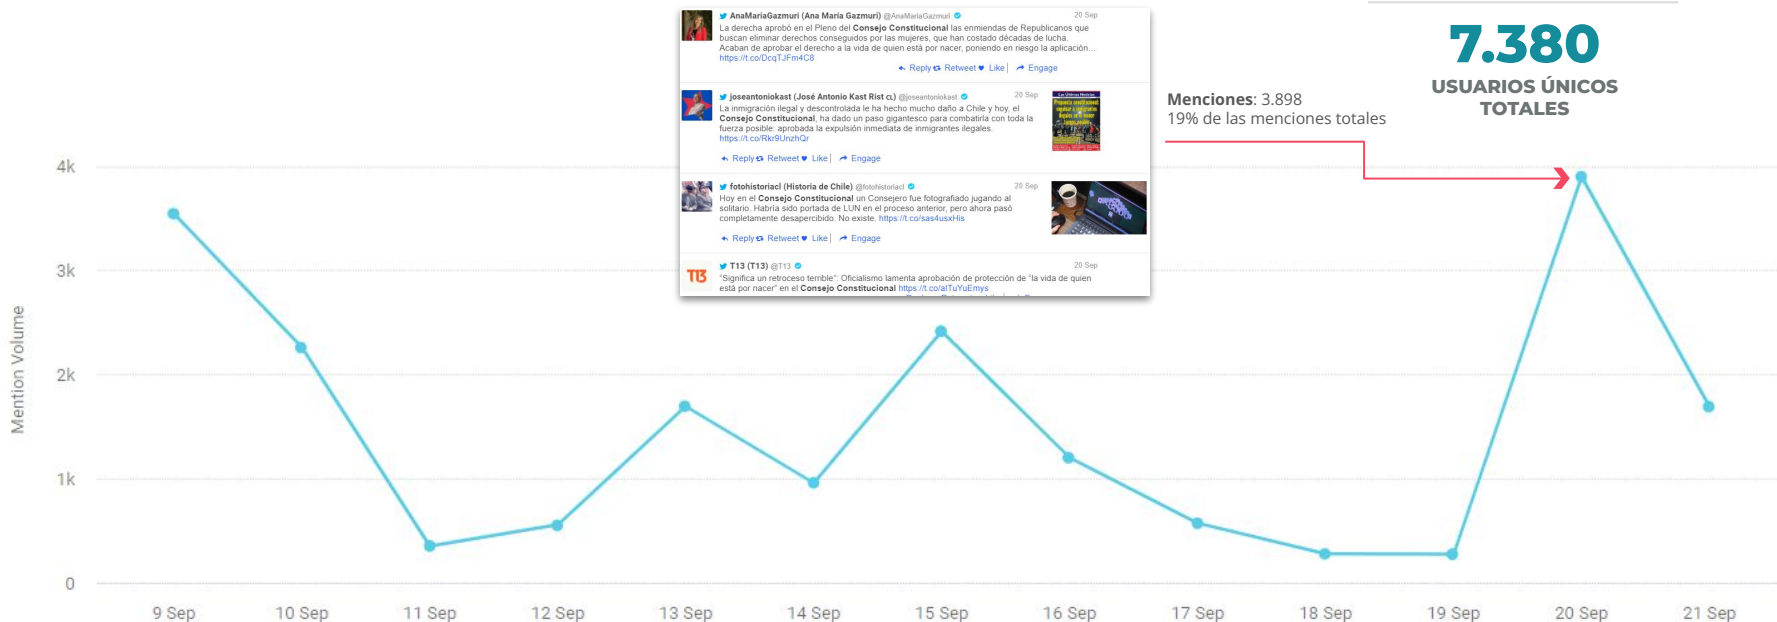 AnaMariaGazmuri (Ana María Gazmuri) @AnaMariaGazmuri 20 Sep
La derecha aprobó en el Pleno del Consejo Constitucional las enmiendas de Republicanos que
buscan eliminar derechos conseguidos por las mujeres, que han costado décadas de lucha.
Acaban de aprobar el derecho a la vida de quien está por nacer, poniendo en riesgo la aplicación...
https://t.co/DcqTJFm4C8
Reply Retweet Like | Engage
joseantoniokast (José Antonio Kast Rist CL) @joseantoniokast 20 Sep
La inmigración ilegal y descontrolada le ha hecho mucho daño a Chile y hoy, el
Consejo Constitucional, ha dado un paso gigantesco para combatirla con toda la
fuerza posible: aprobada la expulsión inmediata de inmigrantes ilegales.
https://t.co/Rkr9UnzhQr
Reply Retweet Like | Engage
fotohistoriacl (Historia de Chile) @fotohistoriacl 20 Sep
Hoy en el Consejo Constitucional un Consejero fue fotografiado jugando al
solitario. Habría sido portada de LUN en el proceso anterior, pero ahora pasó
completamente desapercibido. No existe. https://t.co/sas4usxHis
Reply Retweet Like | Engage
T13
T13 (T13) @T13 20 Sep
"Significa un retroceso terrible": Oficialismo lamenta aprobación de protección de "la vida de quien
está por nacer" en el Consejo Constitucional https://t.co/alTuYuEmys
7.380
USUARIOS ÚNICOS
TOTALES
Menciones: 3.898
19% de las menciones totales
Mention Volume
4k
3k
2k
1k
0
9 Sep 10 Sep 11 Sep 12 Sep 13 Sep 14 Sep 15 Sep 16 Sep 17 Sep 18 Sep 19 Sep 20 Sep 21 Sep